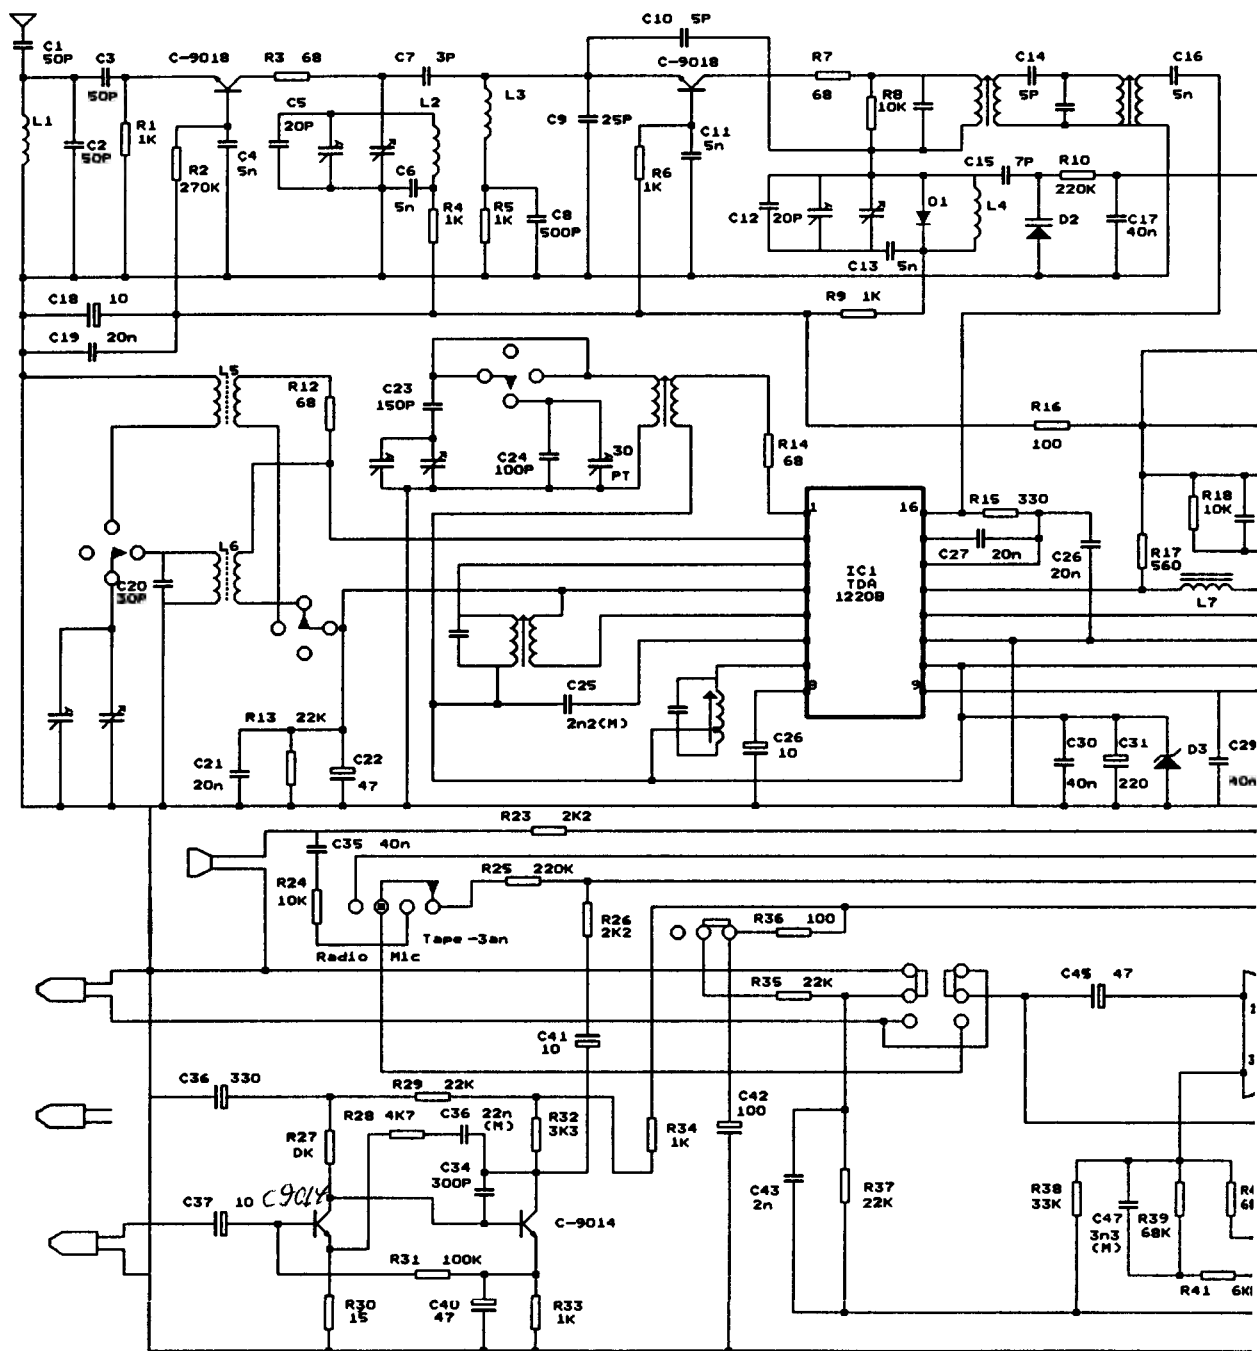 C10 5P
C1
50P
C3
50P
C-9018
R3 68
C7 3P
C-9018
R7
68
C14
5P
C16
5n
L1
C2
50P
R1
1K
R2
270K
C4
5n
C5
20P
L2
L3
C9
25P
C11
5n
R8
10K
R6
1K
C6
5n
R4
1K
R5
1K
C8
500P
C12 20P
D1
L4
C15 7P
R10
220K
D2
C17
40n
C13 5n
C18 10
R9 1K
C19 20n
L5
R12
68
C23
150P
R16
100
R14
68
C24
100P
30
PT
1
16
R15 330
R18
10K
C27 20n
C26
20n
R17
560
IC1
TDA
1220B
L6
C20
30P
L7
8
9
C25
2n2(M)
R13 22K
C21
20n
C22
47
C26
10
C30
40n
C31
220
D3
C29
40n
R23 2K2
C35 40n
R25 220K
R24
10K
R26
2K2
R36 100
Tape-3an
Radio Mic
R35 22K
C45 47
C41
10
C36 330
R29 22K
C42
100
R28 4K7
C36 22n
(M)
R32
3K3
R34
1K
R27
DK
C34
300P
C43
2n
R37
22K
R38
33K
C47
3n3
(M)
R39
68K
C37 10
C9014
C-9014
R31 100K
R41
R30
15
C40
47
R33
1K